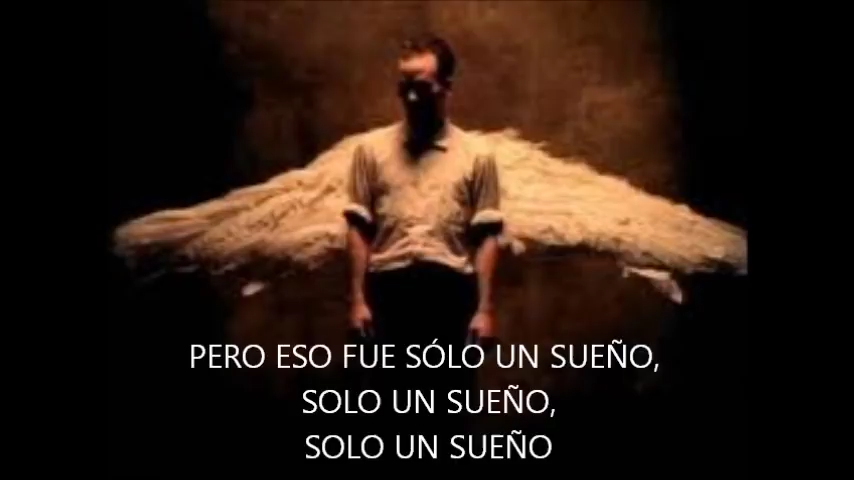 PERO ESO FUE SÓLO UN SUEÑO,
SOLO UN SUEÑO,
SOLO UN SUEÑO